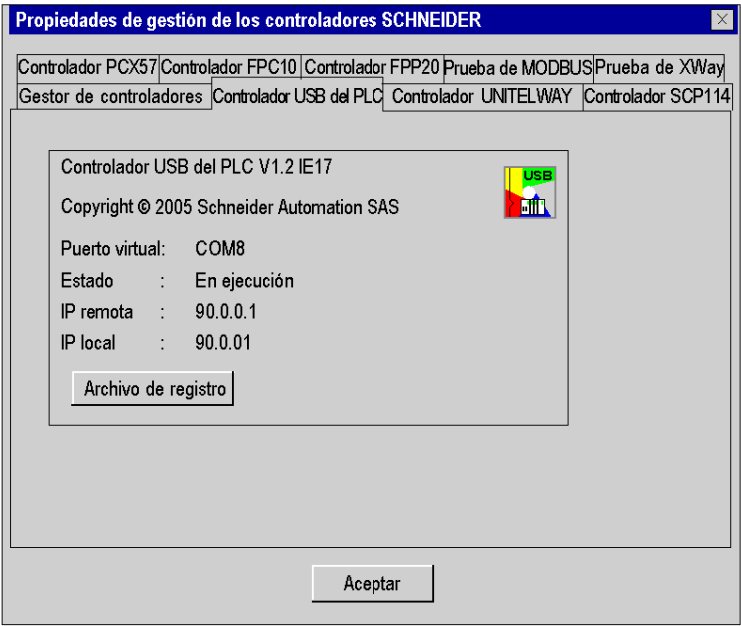 Propiedades de gestión de los controladores SCHNEIDER
Controlador PCX57 Controlador FPC10 Controlador FPP20 Prueba de MODBUS Prueba de XWay
Gestor de controladores Controlador USB del PLC Controlador UNITELWAY Controlador SCP114
Controlador USB del PLC V1.2 IE17
USB
Copyright © 2005 Schneider Automation SAS
Puerto virtual: COM8
Estado : En ejecución
IP remota : 90.0.0.1
IP local : 90.0.01
Archivo de registro
Aceptar